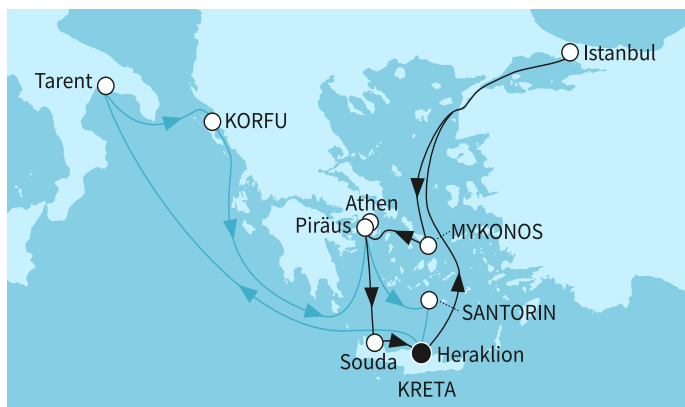 Istanbul
Tarent
KORFU
Athen
Piräus
MYKONOS
SANTORIN
Souda
Heraklion
KRETA